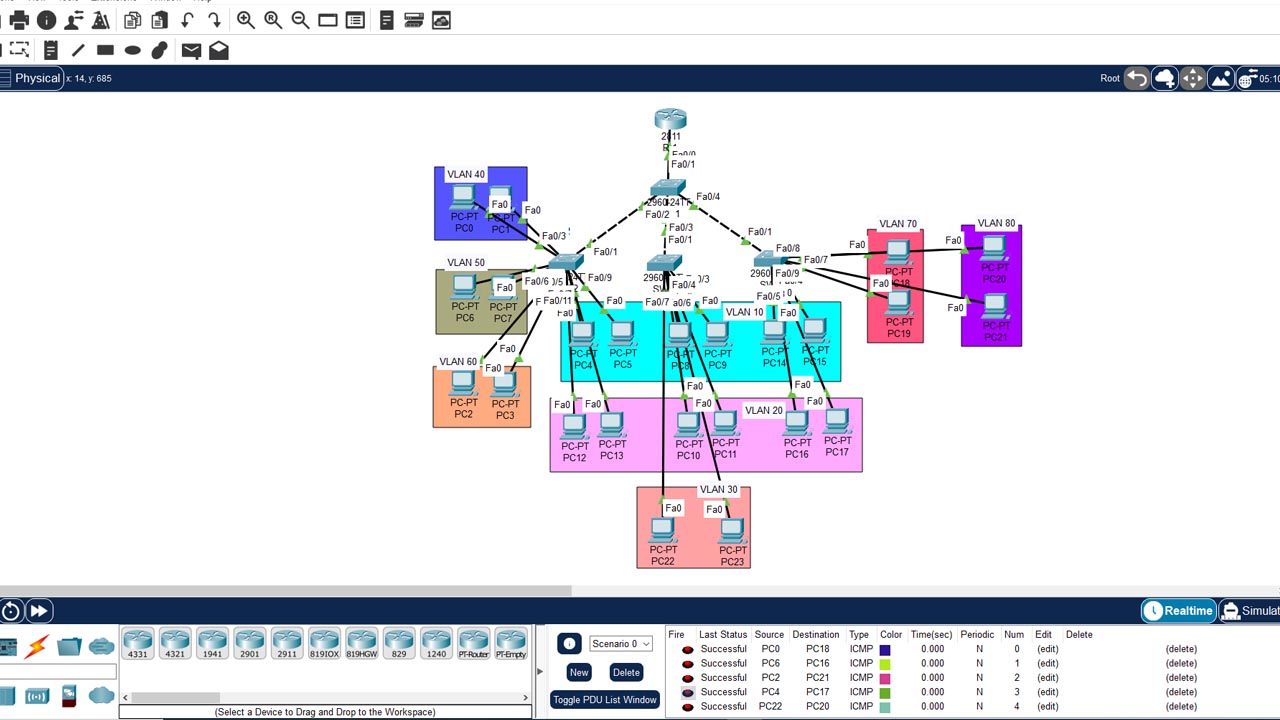 Physical
x: 14, y: 685
Root
05:10
2811
Fa0/1
2960-24TT
Fa0/4
Fa0/2
Fa0/3
Fa0/1
VLAN 40
Fa0
Fa0
PC-PT
PC0
PC-PT
PC1
Fa0/3
Fa0/1
Fa0/1
VLAN 50
PC-PT
PC6
Fa0
PC-PT
PC7
Fa0/6
Fa0/9
Fa0/11
Fa0
Fa0
VLAN 60
Fa0
Fa0
PC-PT
PC2
PC-PT
PC3
2960
Fa0/4
Fa0/7
Fa0
2960
Fa0/8
Fa0/7
Fa0/9
Fa0/5
Fa0
VLAN 10
PC-PT
PC4
PC-PT
PC5
PC-PT
PC8
PC-PT
PC9
PC-PT
PC14
PC-PT
PC15
VLAN 70
Fa0
PC-PT
PC18
Fa0
PC-PT
PC19
VLAN 80
Fa0
PC-PT
PC20
Fa0
PC-PT
PC21
Fa0
Fa0
Fa0
Fa0
Fa0
Fa0
VLAN 20
PC-PT
PC12
PC-PT
PC13
PC-PT
PC10
PC-PT
PC11
PC-PT
PC16
PC-PT
PC17
VLAN 30
Fa0
Fa0
PC-PT
PC22
PC-PT
PC23
Realtime
4331
4321
1941
2901
2911
819IOX
819HGW
829
1240
PT-Router
PT-Empty
(Select a Device to Drag and Drop to the Workspace)
Scenario 0
New
Delete
Toggle PDU List Window
Fire Last Status Source Destination Type Color Time(sec) Periodic Num Edit Delete
Successful PC0 PC18 ICMP 0.000 N 0 (edit) (delete)
Successful PC6 PC16 ICMP 0.000 N 1 (edit) (delete)
Successful PC2 PC21 ICMP 0.000 N 2 (edit) (delete)
Successful PC4 PC17 ICMP 0.000 N 3 (edit) (delete)
Successful PC22 PC20 ICMP 0.000 N 4 (edit) (delete)